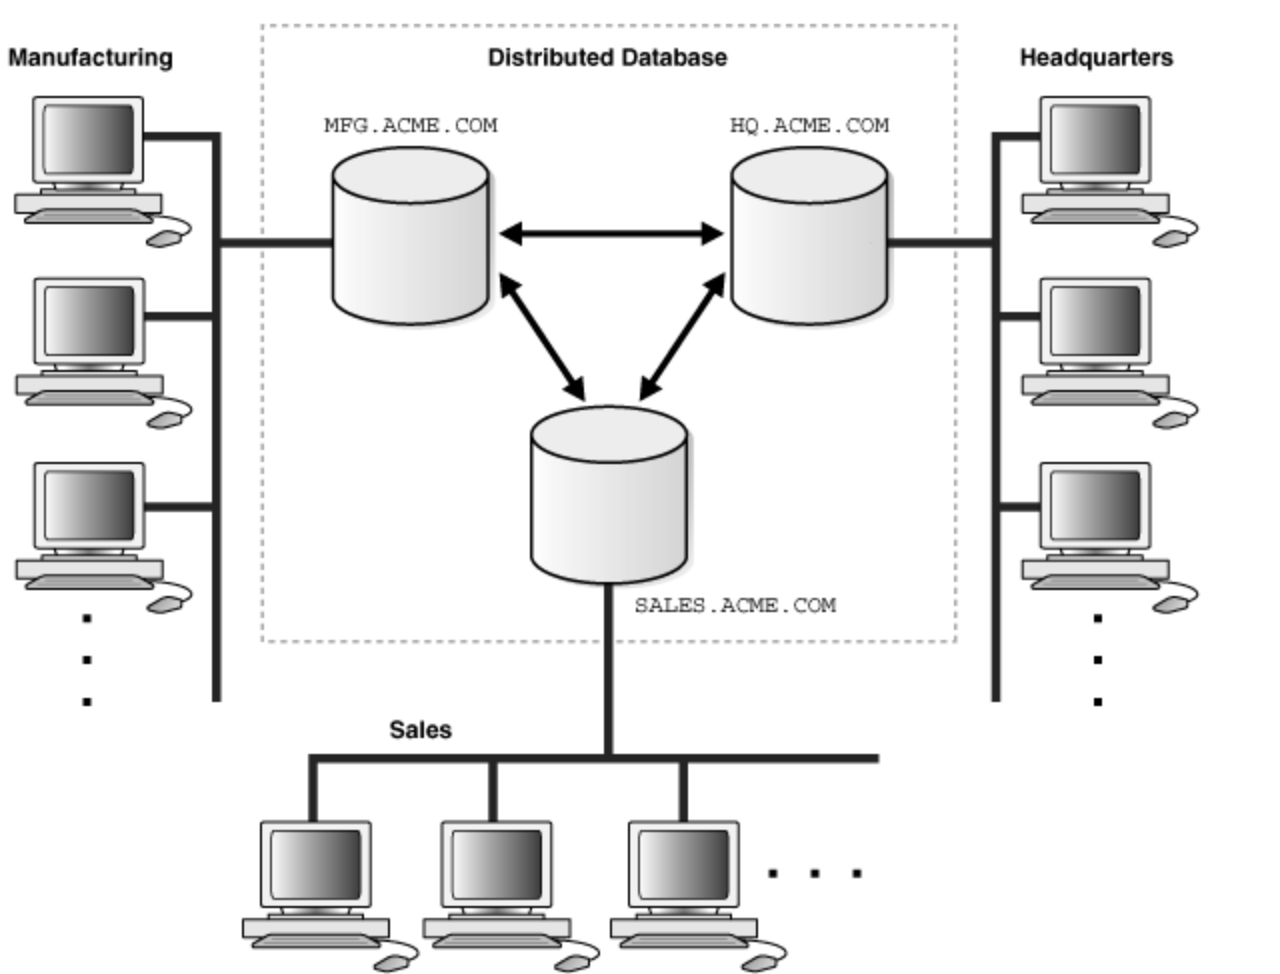 Manufacturing
Distributed Database
Headquarters
MFG.ACME.COM
HQ.ACME.COM
SALES.ACME.COM
Sales